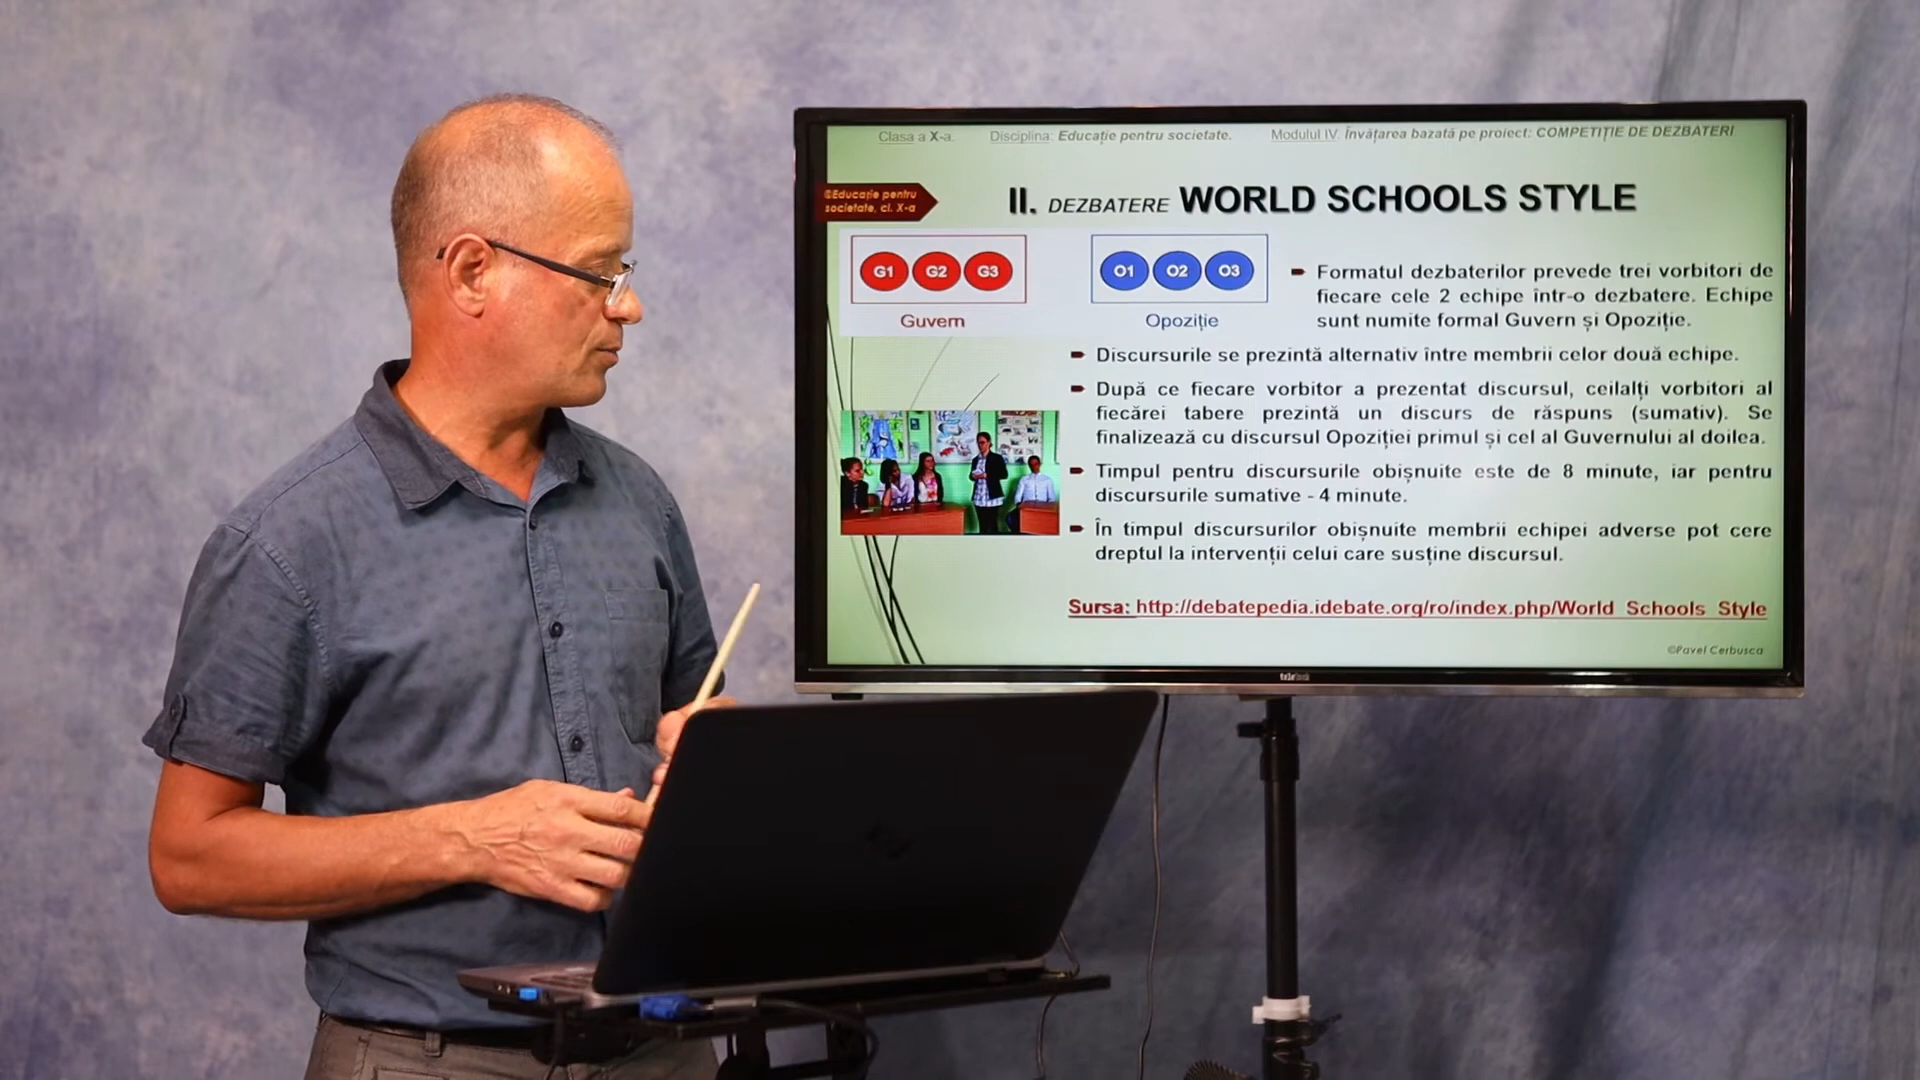 Clasa a X-a. Disciplina: Educație pentru societate. Modulul IV. Învățarea bazată pe proiect: COMPETIȚIE DE DEZBATERI
©Educație pentru
societate, cl. X-a
II. DEZBATERE WORLD SCHOOLS STYLE
G1 G2 G3
Guvern
O1 O2 O3
Opoziție
Formatul dezbaterilor prevede trei vorbitori de
fiecare cele 2 echipe într-o dezbatere. Echipe
sunt numite formal Guvern și Opoziție.
Discursurile se prezintă alternativ între membrii celor două echipe.
După ce fiecare vorbitor a prezentat discursul, ceilalți vorbitori al
fiecărei tabere prezintă un discurs de răspuns (sumativ). Se
finalizează cu discursul Opoziției primul și cel al Guvernului al doilea.
Timpul pentru discursurile obișnuite este de 8 minute, iar pentru
discursurile sumative - 4 minute.
În timpul discursurilor obișnuite membrii echipei adverse pot cere
dreptul la intervenții celui care susține discursul.
Sursa: http://debatepedia.idebate.org/ro/index.php/World_Schools_Style
©Pavel Cerbusca